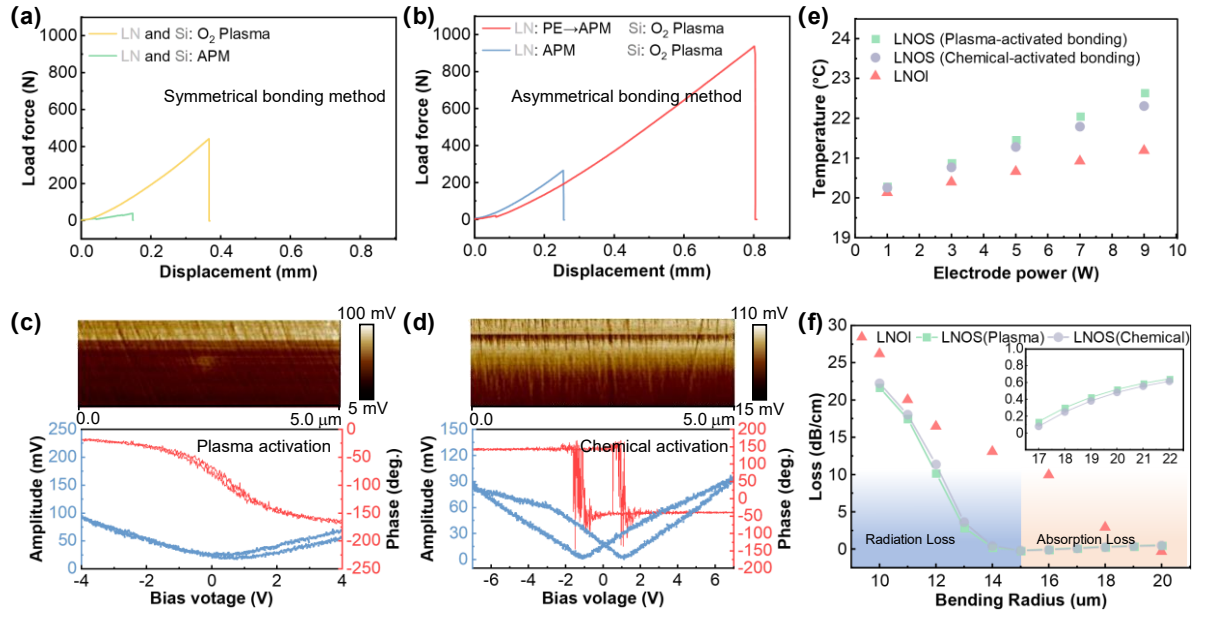 (a)
1000
800
600
400
200
0
Load force (N)
LN and Si: O2 Plasma
LN and Si: APM
Symmetrical bonding method
0.0 0.2 0.4 0.6 0.8
Displacement (mm)
(b)
1000
800
600
400
200
0
Load force (N)
LN: PE→APM Si: O2 Plasma
LN: APM Si: O2 Plasma
Asymmetrical bonding method
0.0 0.2 0.4 0.6 0.8
Displacement (mm)
(e)
24
23
22
21
20
19
Temperature (°C)
LNOS (Plasma-activated bonding)
LNOS (Chemical-activated bonding)
LNOI
0 1 2 3 4 5 6 7 8 9 10
Electrode power (W)
(c)
100 mV
5 mV
0.0 5.0 μm
250
200
150
100
50
0
Amplitude (mV)
Plasma activation
0
-50
-100
-150
-200
-250
Phase (deg.)
-4 -2 0 2 4
Bias votage (V)
(d)
110 mV
15 mV
0.0 5.0 μm
150
120
90
60
30
0
Amplitude (mV)
Chemical activation
200
150
100
50
0
-50
-100
-150
-200
Phase (deg.)
-6 -4 -2 0 2 4 6
Bias volage (V)
(f)
30
25
20
15
10
5
0
Loss (dB/cm)
LNOI LNOS(Plasma) LNOS(Chemical)
1.0
0.8
0.6
0.4
0.2
0
17 18 19 20 21 22
Radiation Loss
Absorption Loss
10 12 14 16 18 20
Bending Radius (um)